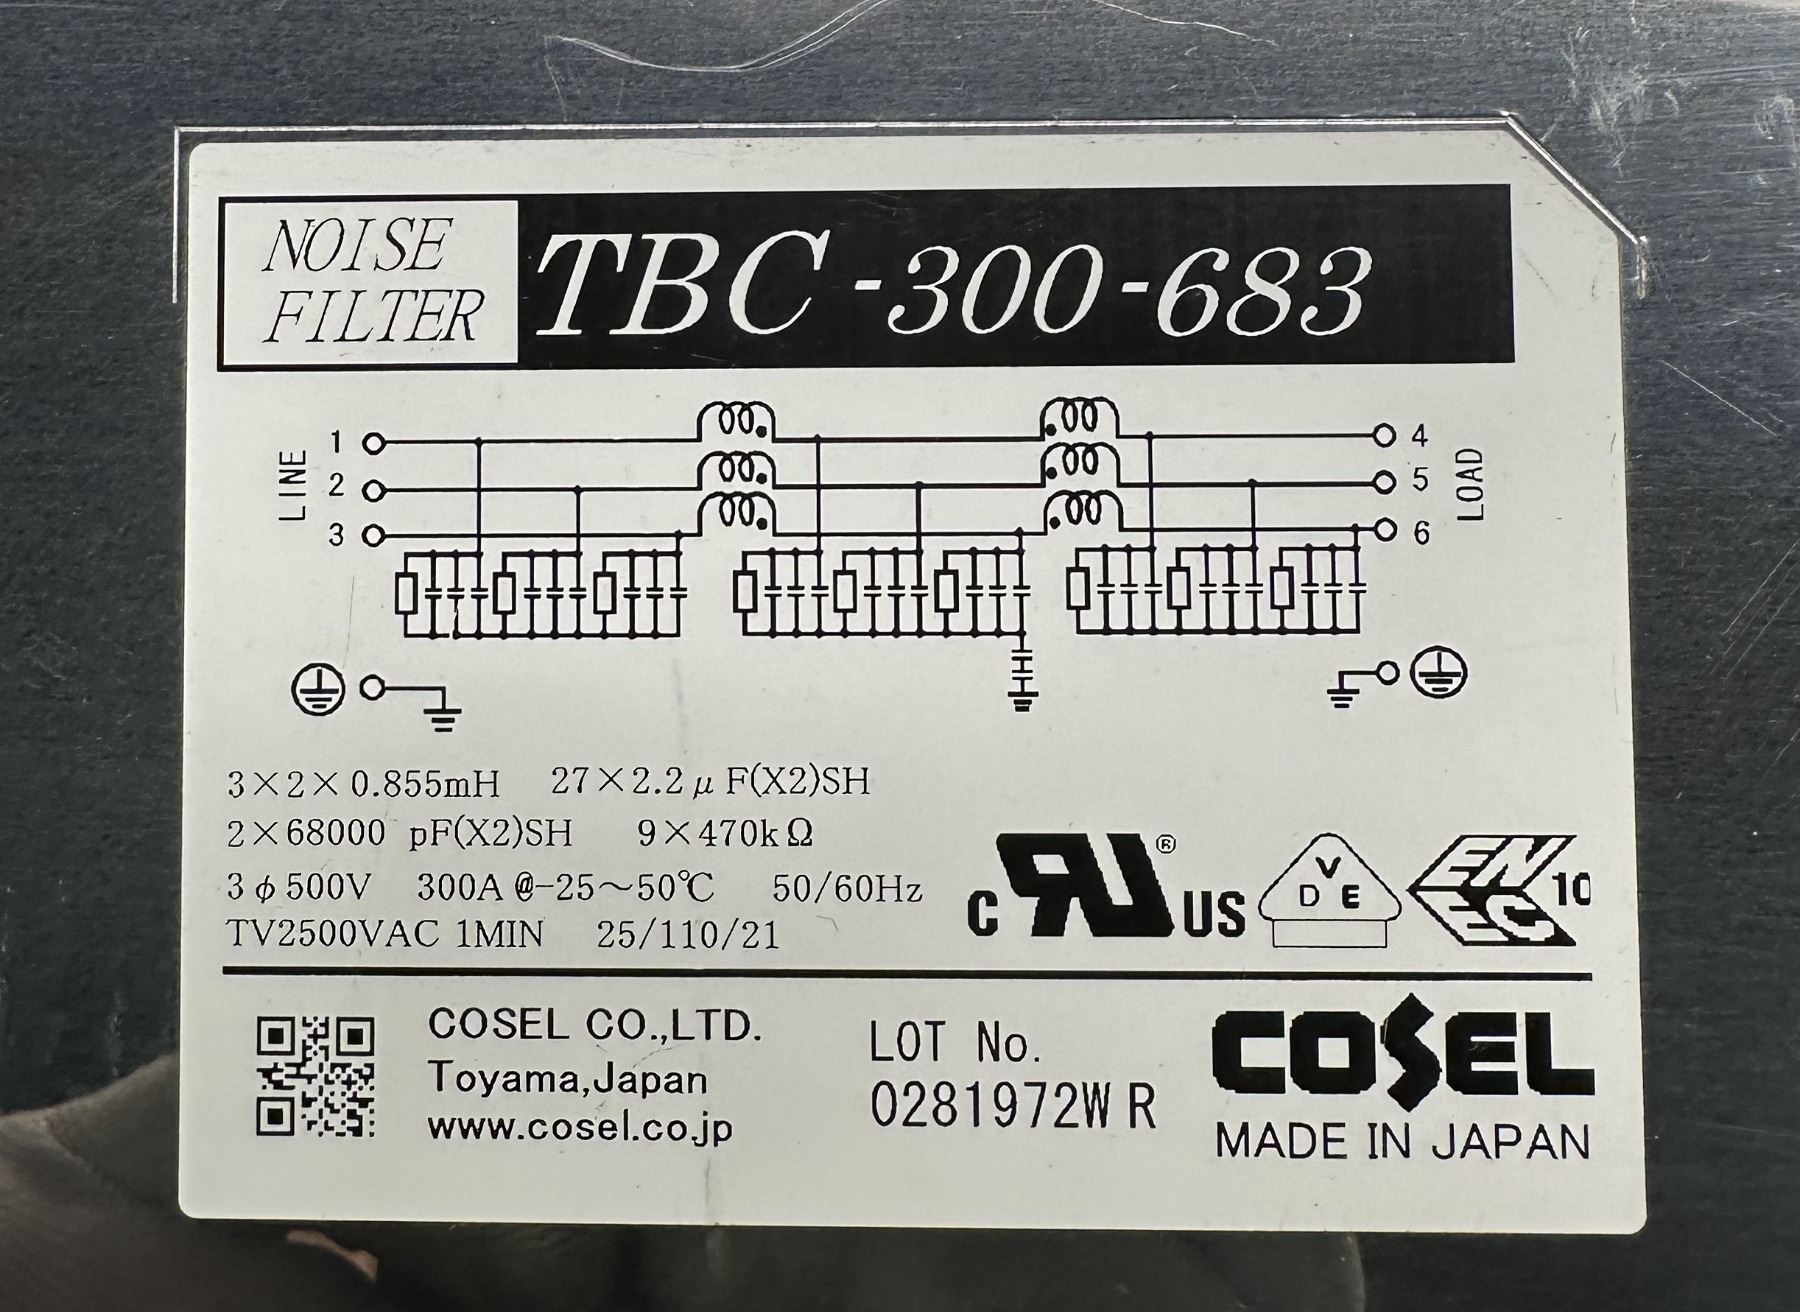 NOISE
FILTER
TBC-300-683
LINE
1
2
3
4
5
6
LOAD
3×2×0.855mH 27×2.2μF(X2)SH
2×68000 pF(X2)SH 9×470kΩ
3φ500V 300A@-25~50℃ 50/60Hz
TV2500VAC 1MIN 25/110/21
c RU ® US
V
D E
EN
EC
10
COSEL CO.,LTD.
Toyama,Japan
www.cosel.co.jp
LOT No.
0281972W R
COSEL
MADE IN JAPAN